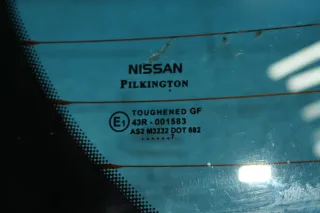 NISSAN
PILKINGTON
TOUGHENED GF
E1 43R - 001583
AS2 M3232 DOT 682